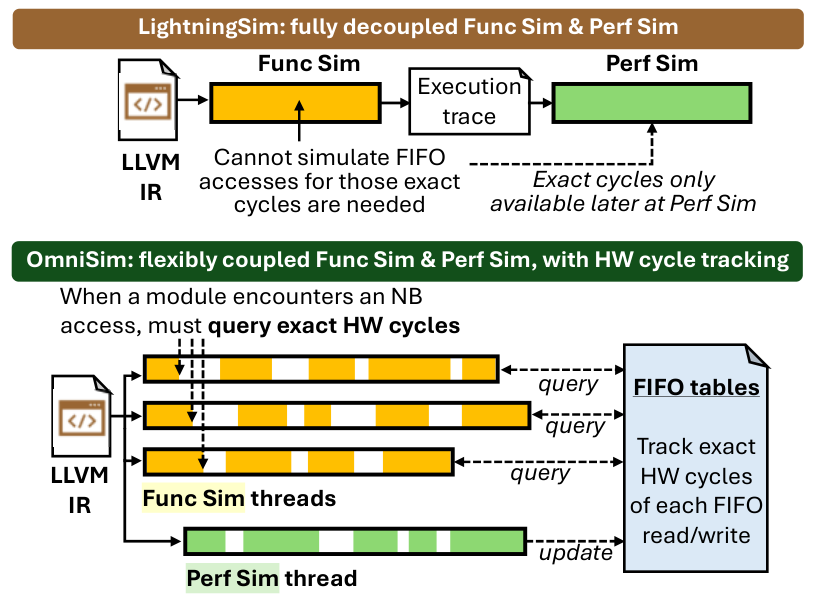 LightningSim: fully decoupled Func Sim & Perf Sim
Func Sim
Perf Sim
</>
Execution
trace
LLVM
IR
Cannot simulate FIFO
accesses for those exact
cycles are needed
Exact cycles only
available later at Perf Sim
OmniSim: flexibly coupled Func Sim & Perf Sim, with HW cycle tracking
When a module encounters an NB
access, must query exact HW cycles
</>
LLVM
IR
query
query
query
Func Sim threads
update
Perf Sim thread
FIFO tables
Track exact
HW cycles
of each FIFO
read/write